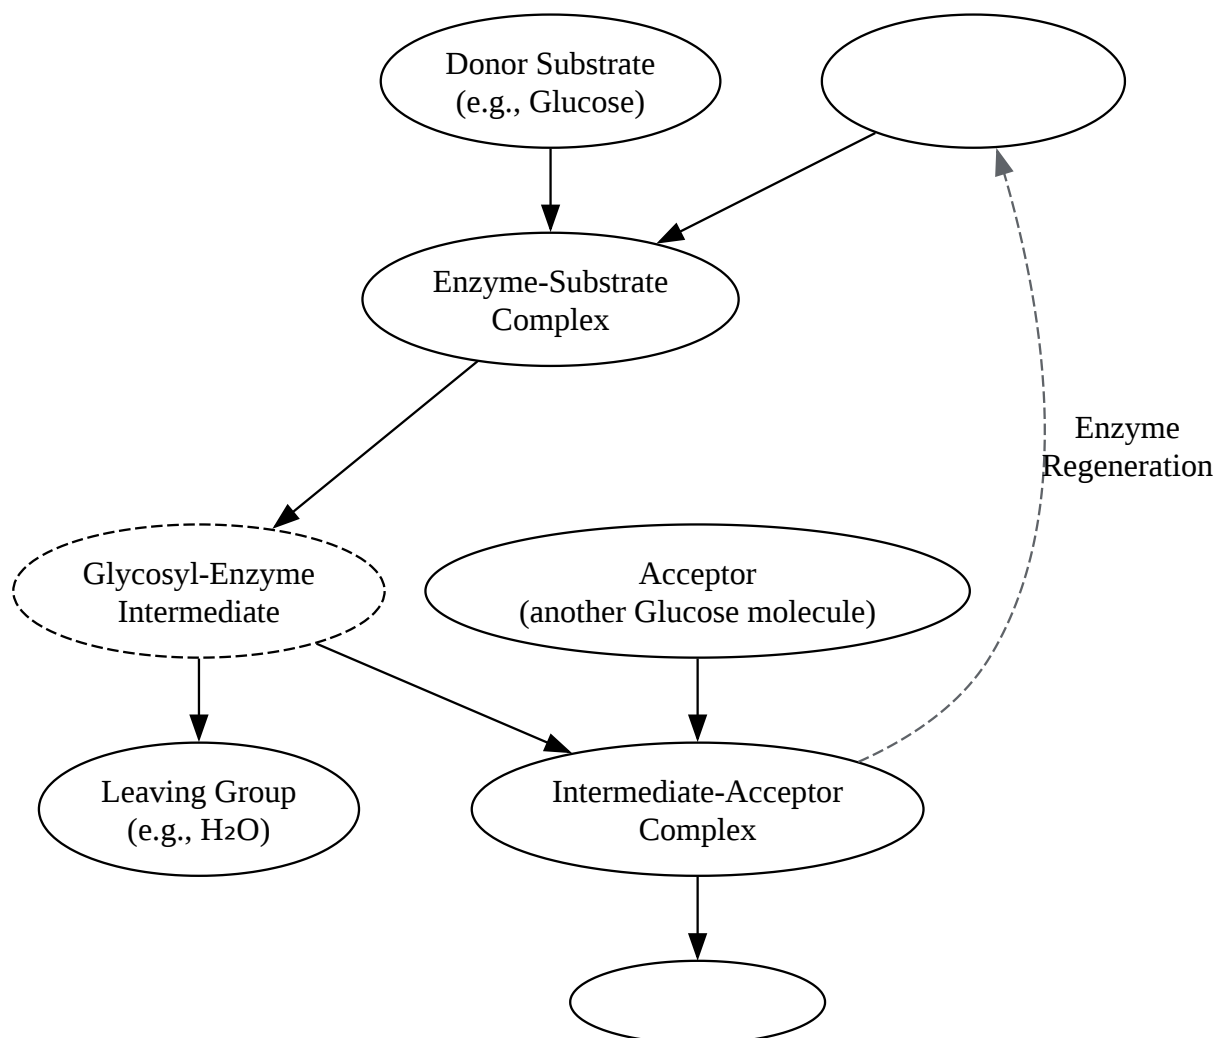 Donor Substrate
(e.g., Glucose)
Enzyme-Substrate
Complex
Enzyme
Regeneration
Glycosyl-Enzyme
Intermediate
Acceptor
(another Glucose molecule)
Leaving Group
(e.g., H₂O)
Intermediate-Acceptor
Complex